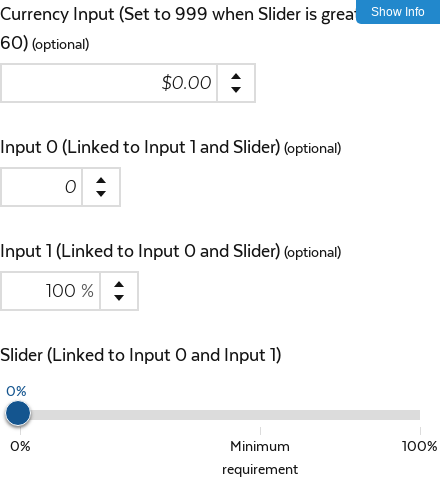 Currency Input (Set to 999 when Slider is
Show Info
60) (optional)
$0.00
Input 0 (Linked to Input 1 and Slider) (optional)
0
Input 1 (Linked to Input 0 and Slider) (optional)
100 %
Slider (Linked to Input 0 and Input 1)
0%
0% Minimum 100%
requirement